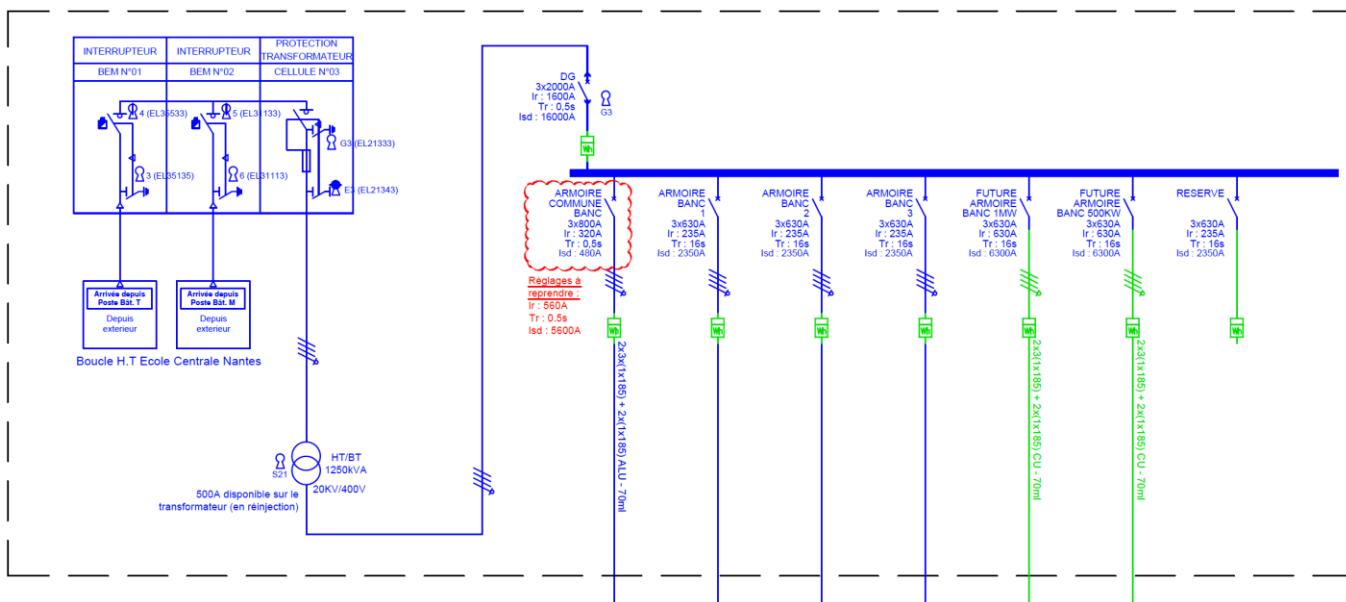 INTERRUPTEUR
INTERRUPTEUR
PROTECTION
TRANSFORMATEUR
BEM N°01
BEM N°02
CELLULE N°03
4 (EL35533)
5 (EL31133)
G3 (EL21333)
3 (EL35135)
6 (EL31113)
E3 (EL21343)
Arrivée depuis
Poste Bât. T
Depuis
exterieur
Arrivée depuis
Poste Bât. M
Depuis
exterieur
Boucle H.T Ecole Centrale Nantes
S21
HT/BT
1250kVA
20KV/400V
500A disponible sur le
transformateur (en réinjection)
DG
3x2000A
Ir : 1600A
Tr : 0,5s
Isd : 16000A
G3
Wh
ARMOIRE
COMMUNE
BANC
3x800A
Ir : 320A
Tr : 0,5s
Isd : 480A
Réglages à
reprendre :
Ir : 560A
Tr : 0.5s
Isd : 5600A
Wh
2x3x(1x185) + 2x(1x185) ALU - 70ml
ARMOIRE
BANC
1
3x630A
Ir : 235A
Tr : 16s
Isd : 2350A
Wh
ARMOIRE
BANC
2
3x630A
Ir : 235A
Tr : 16s
Isd : 2350A
Wh
ARMOIRE
BANC
3
3x630A
Ir : 235A
Tr : 16s
Isd : 2350A
Wh
FUTURE
ARMOIRE
BANC 1MW
3x630A
Ir : 630A
Tr : 16s
Isd : 6300A
Wh
2x3(1x185) + 2x(1x185) CU - 70ml
FUTURE
ARMOIRE
BANC 500KW
3x630A
Ir : 630A
Tr : 16s
Isd : 6300A
Wh
2x3(1x185) + 2x(1x185) CU - 70ml
RESERVE
3x630A
Ir : 235A
Tr : 16s
Isd : 2350A
Wh